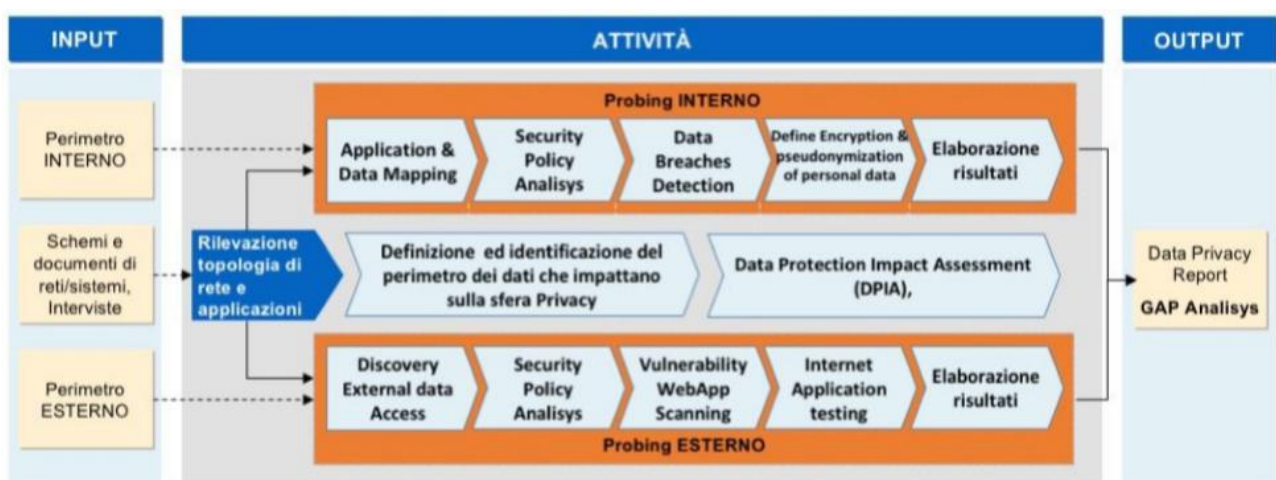 INPUT
ATTIVITÀ
OUTPUT
Perimetro
INTERNO
Schemi e
documenti di
reti/sistemi,
Interviste
Perimetro
ESTERNO
Probing INTERNO
Application &
Data Mapping
Security
Policy
Analisys
Data
Breaches
Detection
Define Encryption &
pseudonymization
of personal data
Elaborazione
risultati
Rilevazione
topologia di
rete e
applicazioni
Definizione ed identificazione del
perimetro dei dati che impattano
sulla sfera Privacy
Data Protection Impact Assessment
(DPIA),
Discovery
External data
Access
Security
Policy
Analisys
Vulnerability
WebApp
Scanning
Internet
Application
testing
Elaborazione
risultati
Probing ESTERNO
Data Privacy
Report
GAP Analisys